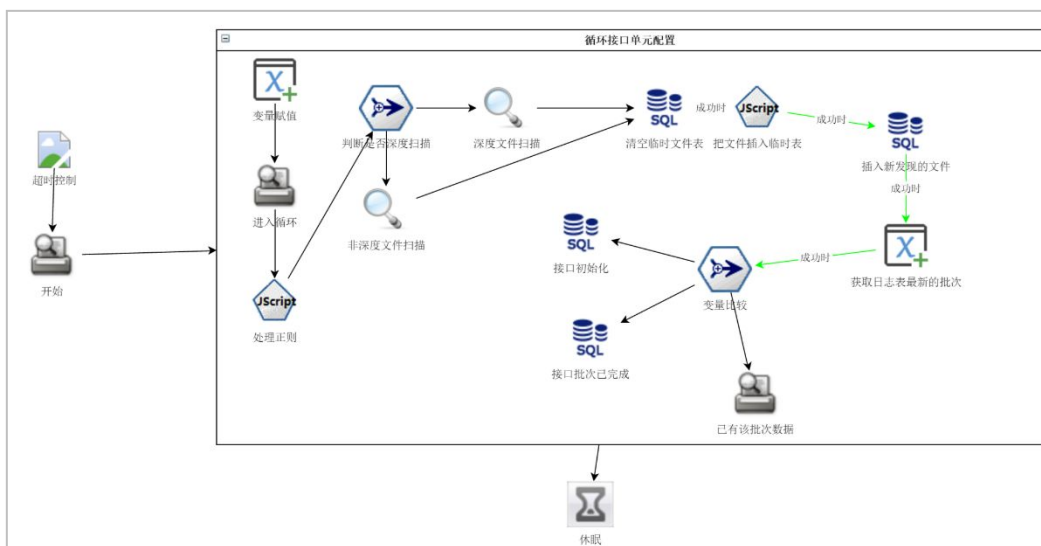 循环接口单元配置
变量赋值
判断是否深度扫描
深度文件扫描
SQL
清空临时文件表
成功时
JScript
把文件插入临时表
成功时
SQL
插入新发现的文件
成功时
超时控制
进入循环
非深度文件扫描
开始
JScript
处理正则
SQL
接口初始化
变量比较
成功时
获取日志表最新的批次
SQL
接口批次已完成
已有该批次数据
休眠